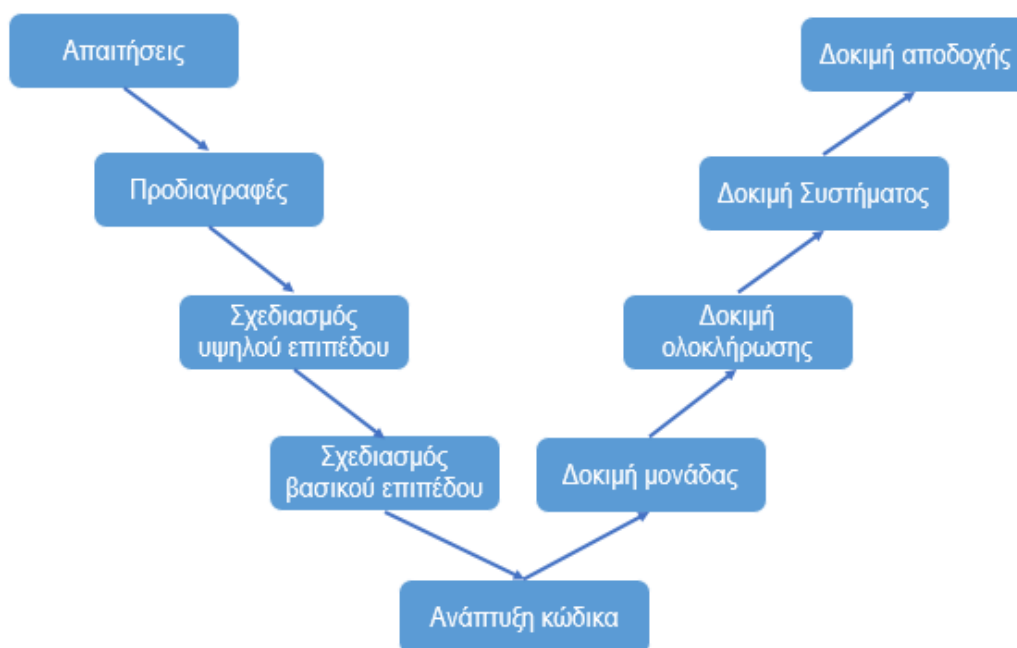 Απαιτήσεις
Δοκιμή αποδοχής
Προδιαγραφές
Δοκιμή Συστήματος
Σχεδιασμός
υψηλού επιπέδου
Δοκιμή
ολοκλήρωσης
Σχεδιασμός
βασικού επιπέδου
Δοκιμή μονάδας
Ανάπτυξη κώδικα